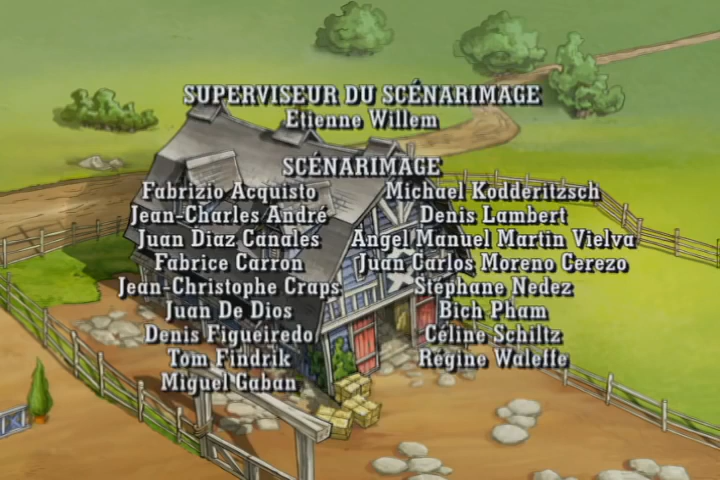 SUPERVISEUR DU SCÉNARIMAGE
Etienne Willem
SCÉNARIMAGE
Fabrizio Acquisto Michael Kodderitzsch
Jean-Charles André Denis Lambert
Juan Diaz Canales Angel Manuel Martin Vielva
Fabrice Carron Juan Carlos Moreno Cerezo
Jean-Christophe Craps Stéphane Nedez
Juan De Dios Bich Pham
Denis Figueiredo Céline Schiltz
Tom Findrik Régine Waleffe
Miguel Gaban